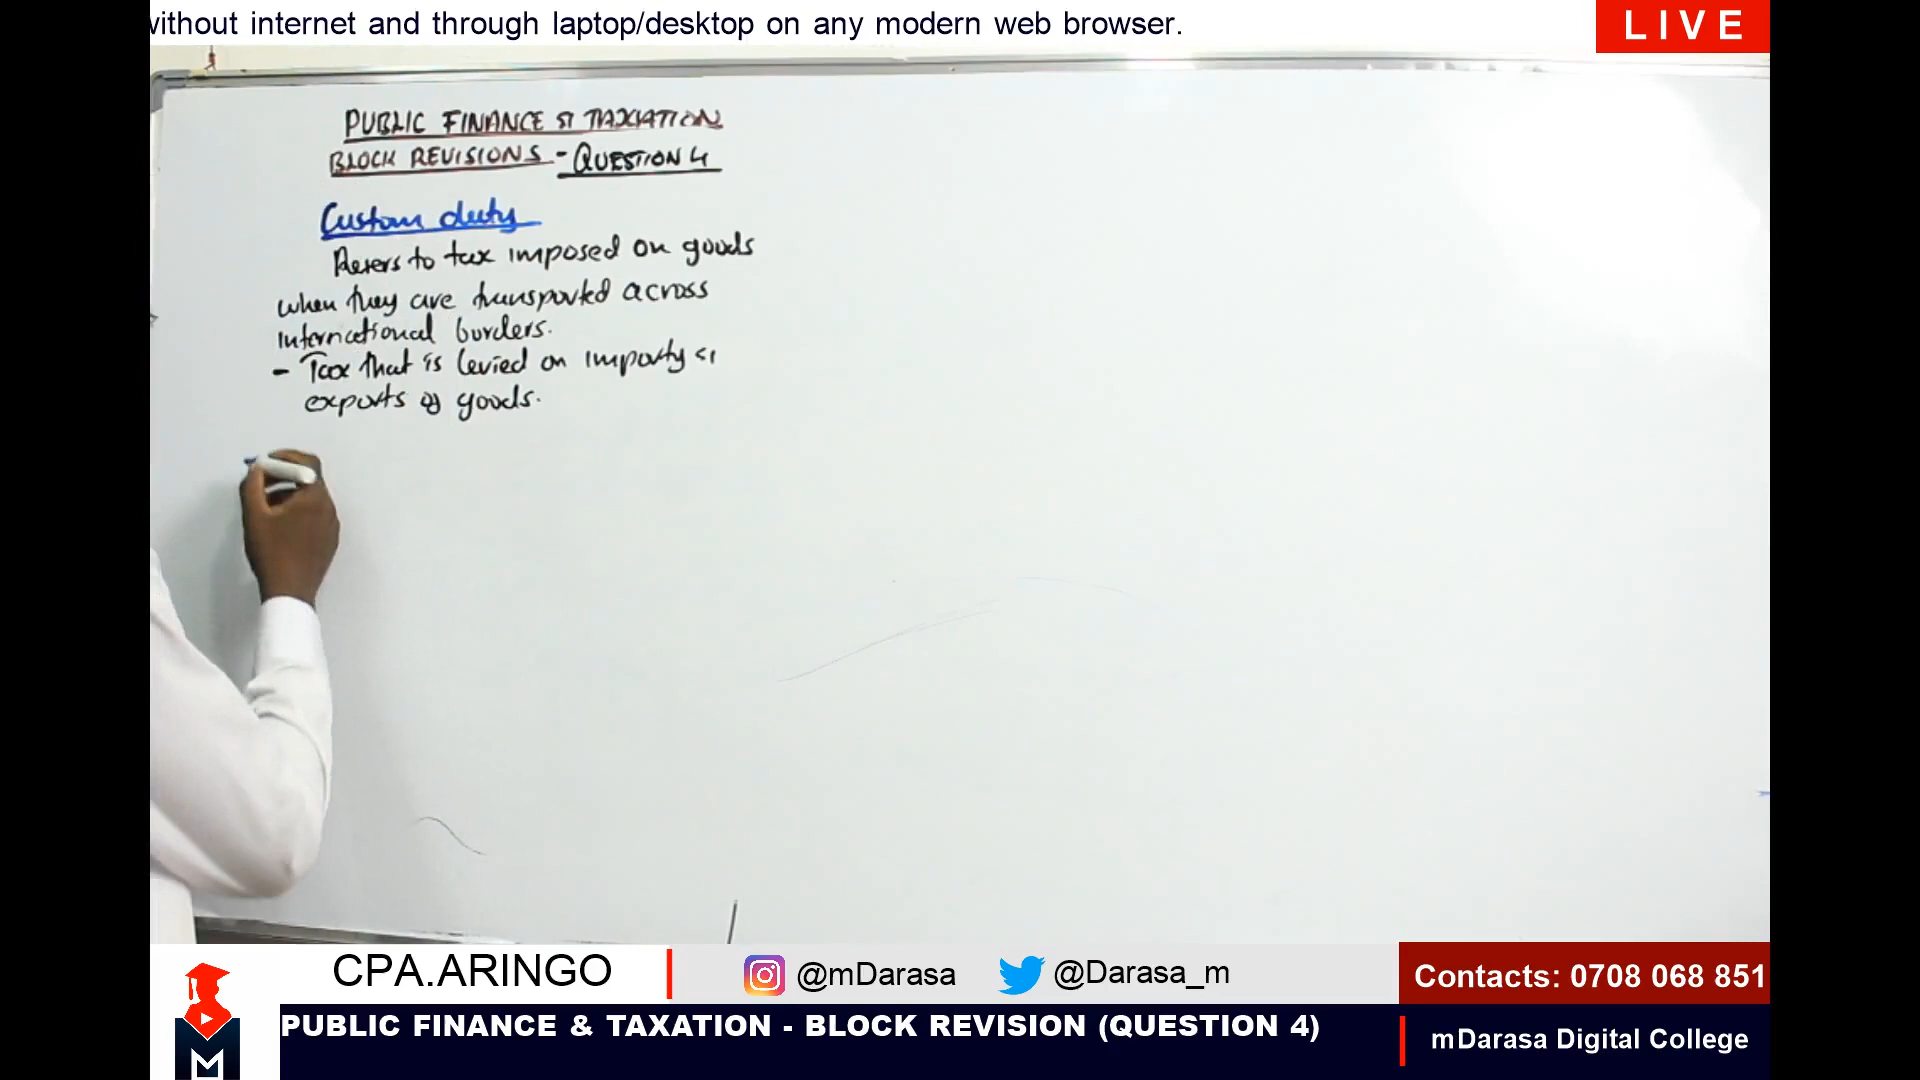 without internet and through laptop/desktop on any modern web browser.
LIVE
PUBLIC FINANCE & TAXIATION
BLOCK REVISIONS - QUESTION 4
Custom duty
Refers to tax imposed on goods
when they are transported across
International borders.
- Tax that is levied on imports &
exports of goods.
CPA.ARINGO
@mDarasa
@Darasa_m
Contacts: 0708 068 851
M
PUBLIC FINANCE & TAXATION - BLOCK REVISION (QUESTION 4)
mDarasa Digital College